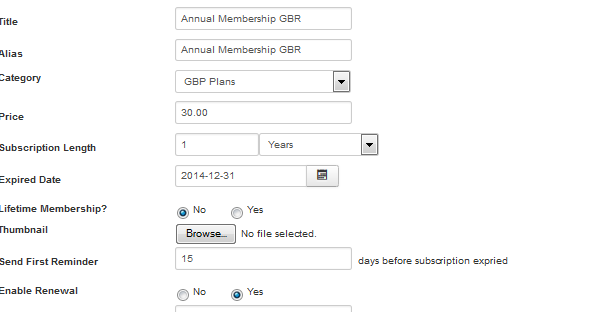 Title Annual Membership GBR
Alias Annual Membership GBR
Category GBP Plans
Price 30.00
Subscription Length 1 Years
Expired Date 2014-12-31
Lifetime Membership? No Yes
Thumbnail Browse... No file selected.
Send First Reminder 15 days before subscription expried
Enable Renewal No Yes